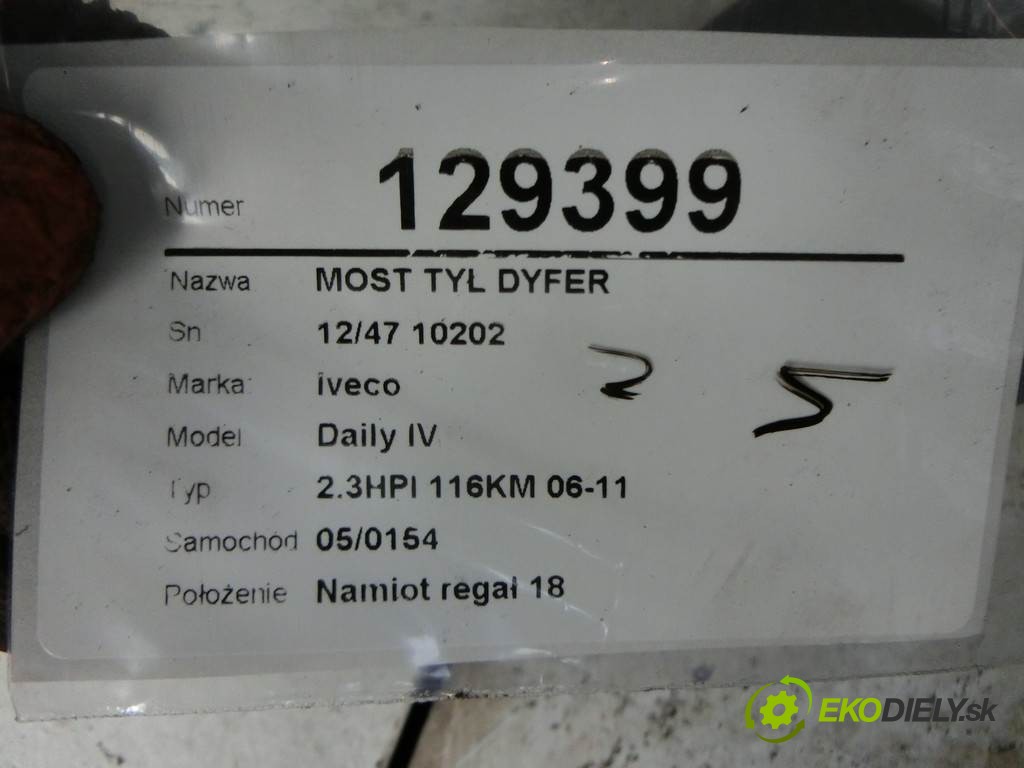 Numer 129399
Nazwa MOST TYŁ DYFER
Sn 12/47 10202
Marka Iveco
Model Daily IV
Typ 2.3HPI 116KM 06-11
Samochód 05/0154
Położenie Namiot regał 18
2 5
EKODIELY.sk